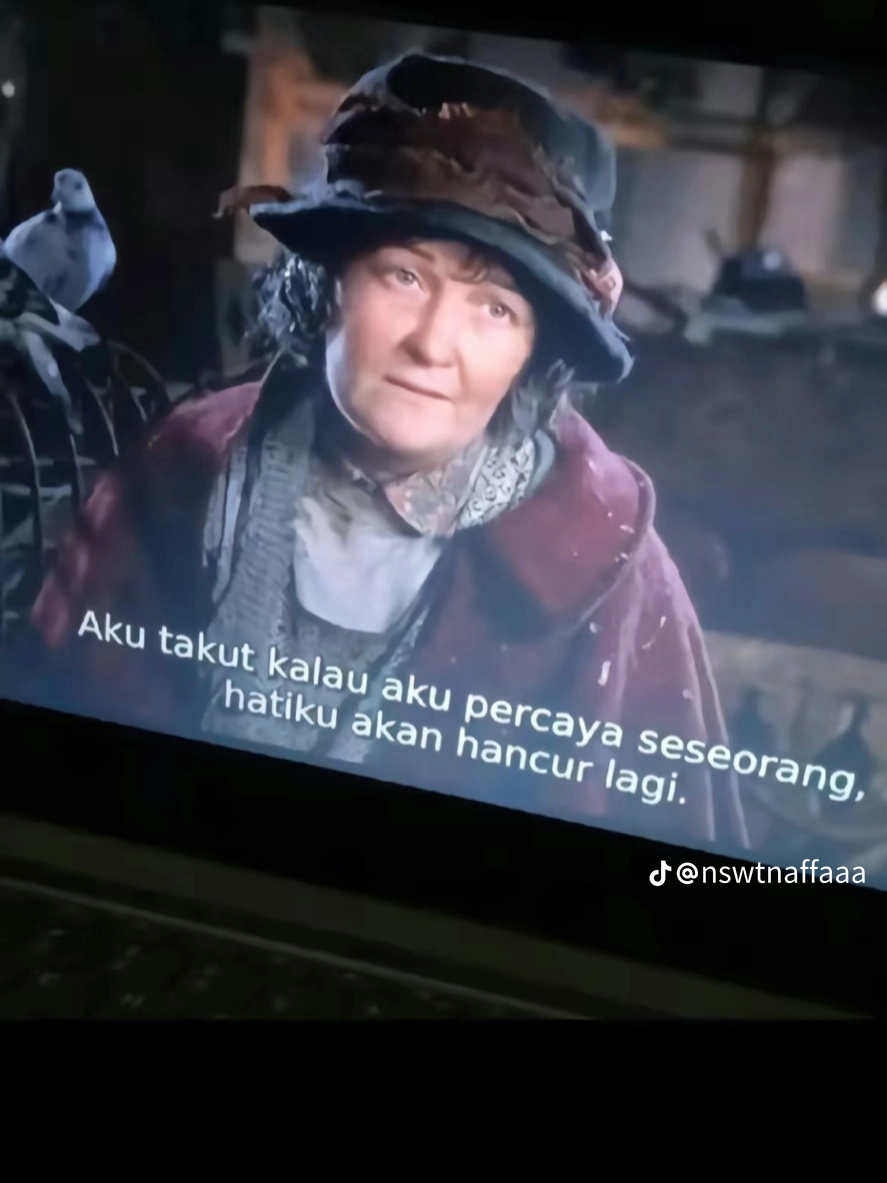 Aku takut kalau aku percaya seseorang,
hatiku akan hancur lagi.
@nswtnaffaaa